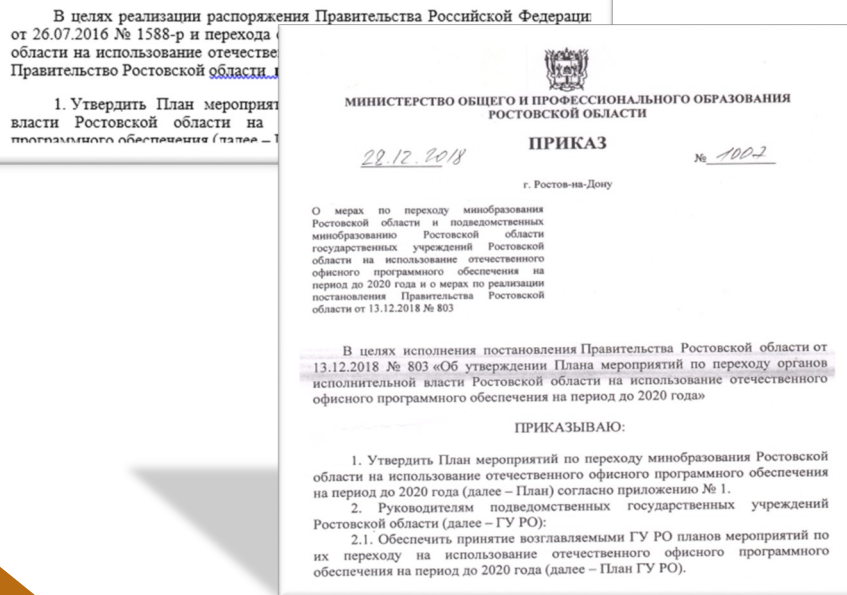 В целях реализации распоряжения Правительства Российской Федераци
от 26.07.2016 № 1588-р и перехода
области на использование отечестве
Правительство Ростовской области
1. Утвердить План мероприят
власти Ростовской области на
программного обеспечения (далее –
МИНИСТЕРСТВО ОБЩЕГО И ПРОФЕССИОНАЛЬНОГО ОБРАЗОВАНИЯ
РОСТОВСКОЙ ОБЛАСТИ
ПРИКАЗ
28.12.2018 № 1007
г. Ростов-на-Дону
О мерах по переходу минобразования
Ростовской области и подведомственных
минобразованию Ростовской области
государственных учреждений Ростовской
области на использование отечественного
офисного программного обеспечения на
период до 2020 года и о мерах по реализации
постановления Правительства Ростовской
области от 13.12.2018 № 803
В целях исполнения постановления Правительства Ростовской области от
13.12.2018 № 803 «Об утверждении Плана мероприятий по переходу органов
исполнительной власти Ростовской области на использование отечественного
офисного программного обеспечения на период до 2020 года»
ПРИКАЗЫВАЮ:
1. Утвердить План мероприятий по переходу минобразования Ростовской
области на использование отечественного офисного программного обеспечения
на период до 2020 года (далее – План) согласно приложению № 1.
2. Руководителям подведомственных государственных учреждений
Ростовской области (далее – ГУ РО):
2.1. Обеспечить принятие возглавляемыми ГУ РО планов мероприятий по
их переходу на использование отечественного офисного программного
обеспечения на период до 2020 года (далее – План ГУ РО).